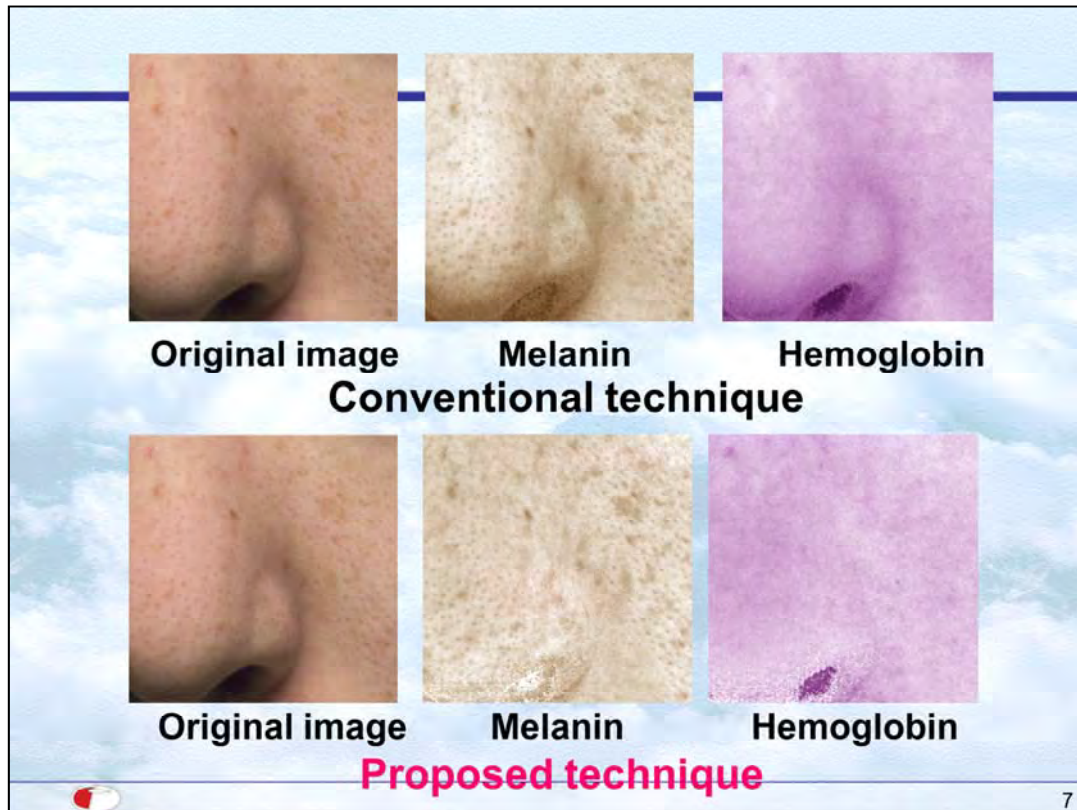 Original image Melanin Hemoglobin
Conventional technique
Original image Melanin Hemoglobin
Proposed technique
7